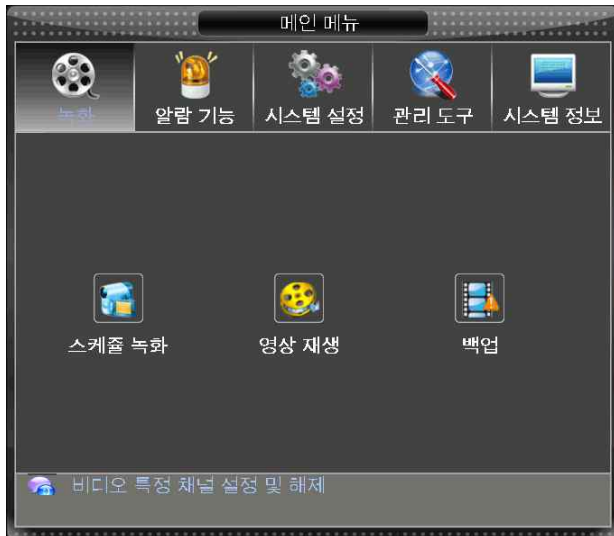 메인 메뉴
녹화
알람 기능
시스템 설정
관리 도구
시스템 정보
스케쥴 녹화
영상 재생
백업
비디오 특정 채널 설정 및 해제